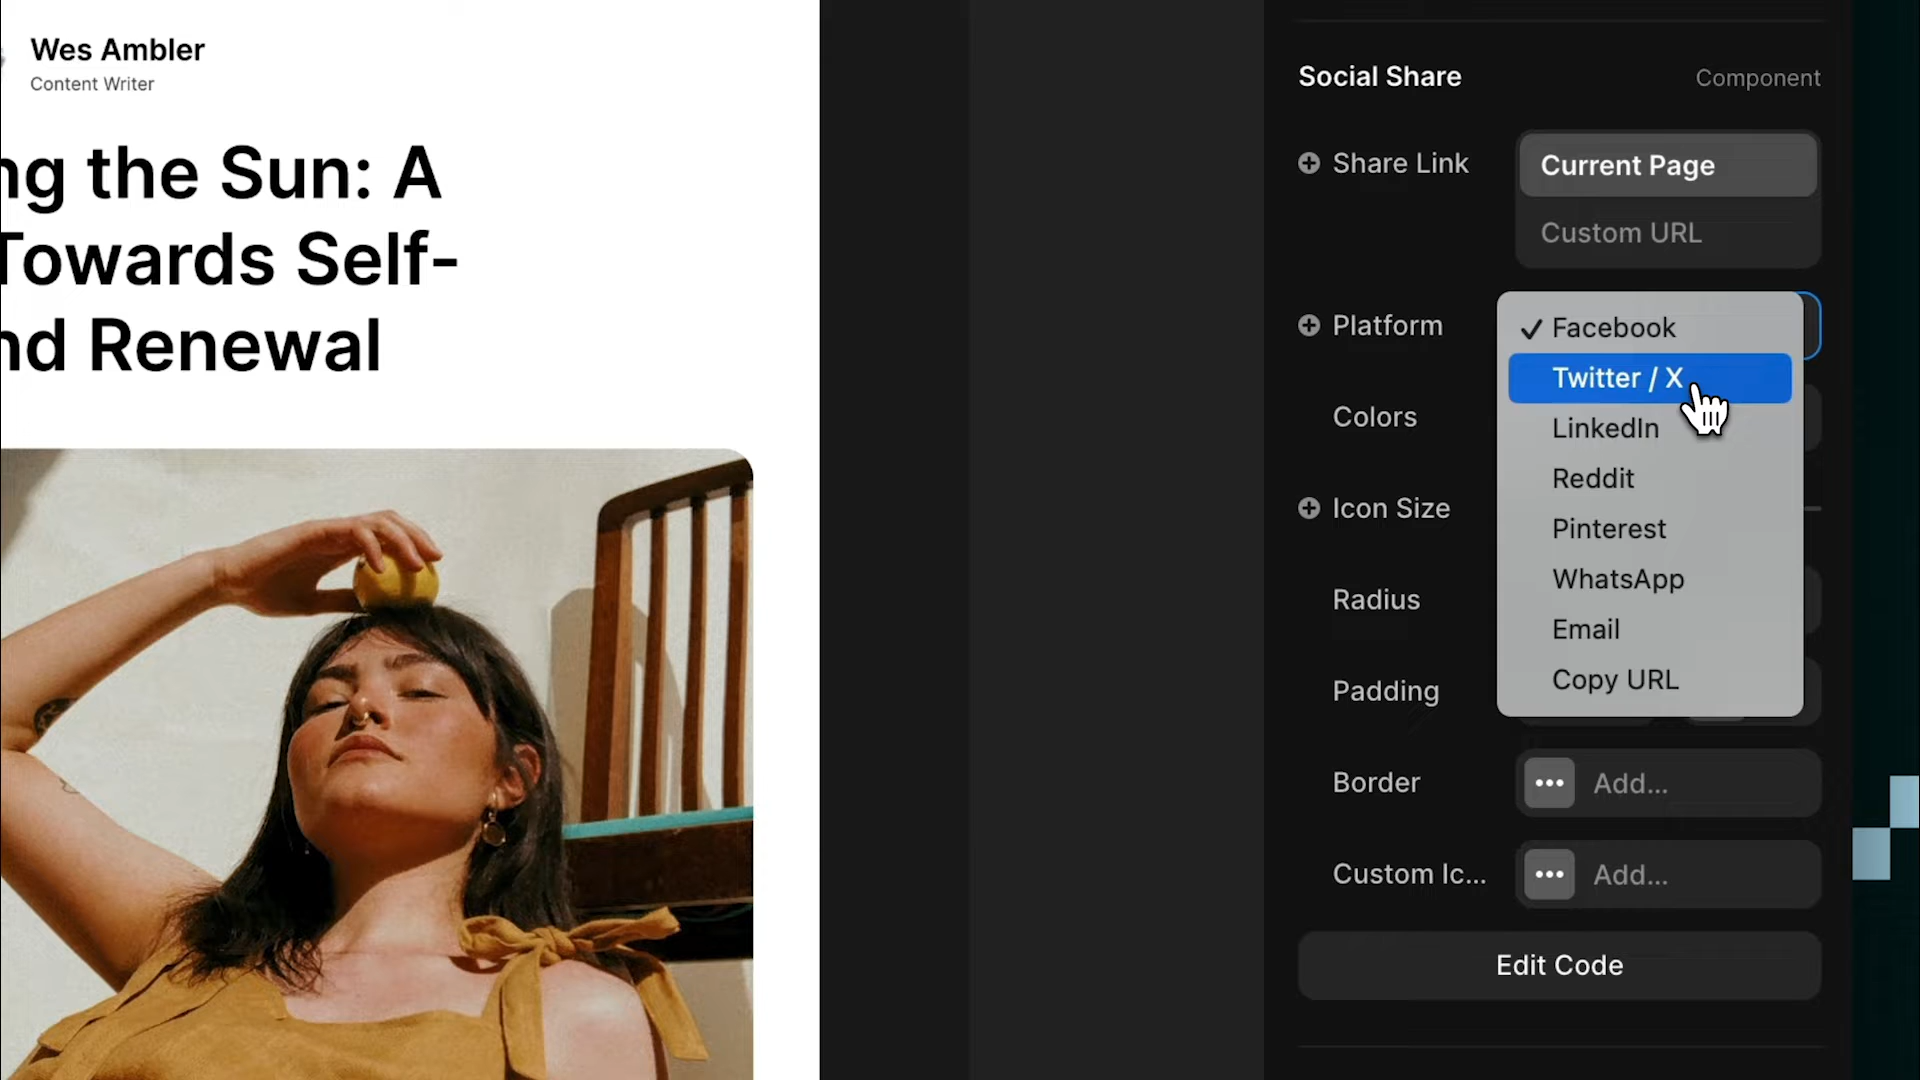 Wes Ambler
Content Writer
ng the Sun: A
Towards Self-
nd Renewal
Social Share
Component
Share Link
Current Page
Custom URL
Platform
Facebook
Twitter / X
LinkedIn
Reddit
Pinterest
WhatsApp
Email
Copy URL
Colors
Icon Size
Radius
Padding
Border
Add...
Custom Ic...
Add...
Edit Code